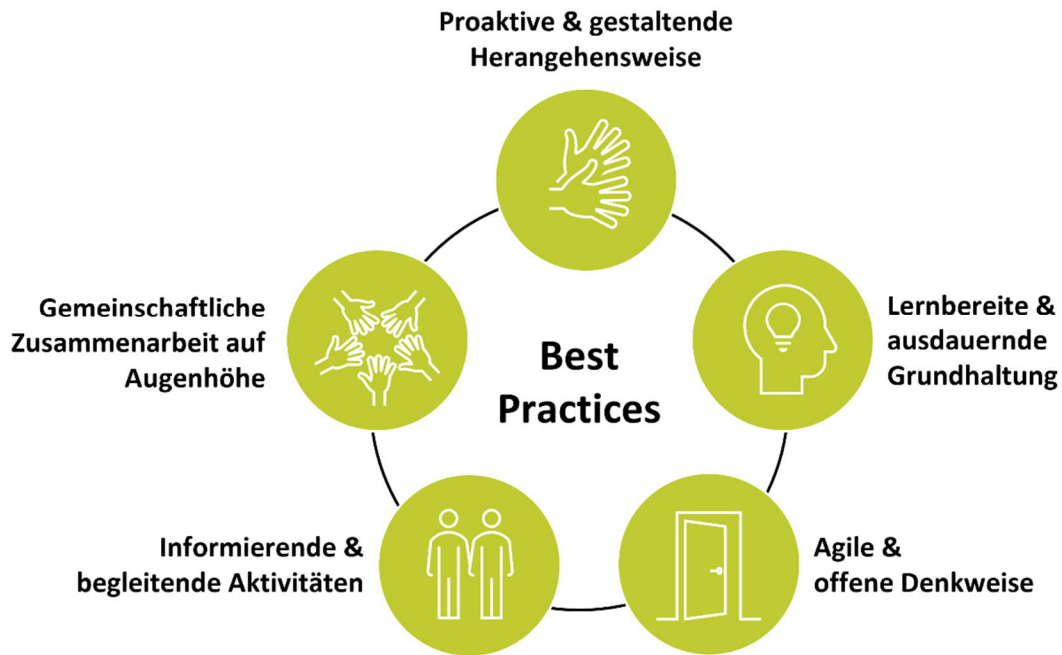 Proaktive & gestaltende
Herangehensweise
Gemeinschaftliche
Zusammenarbeit auf
Augenhöhe
Best
Practices
Lernbereite &
ausdauernde
Grundhaltung
Informierende &
begleitende Aktivitäten
Agile &
offene Denkweise